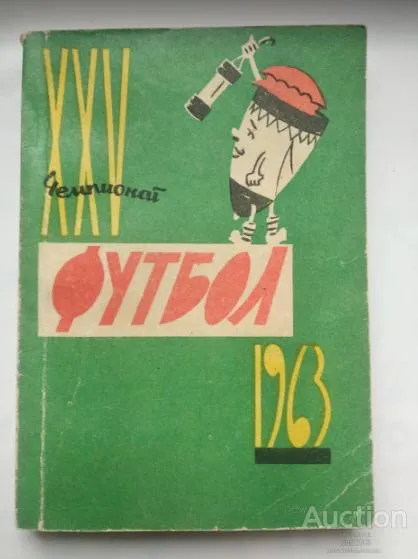 XXV
Чемпионат
ФУТБОЛ
1963
Auction